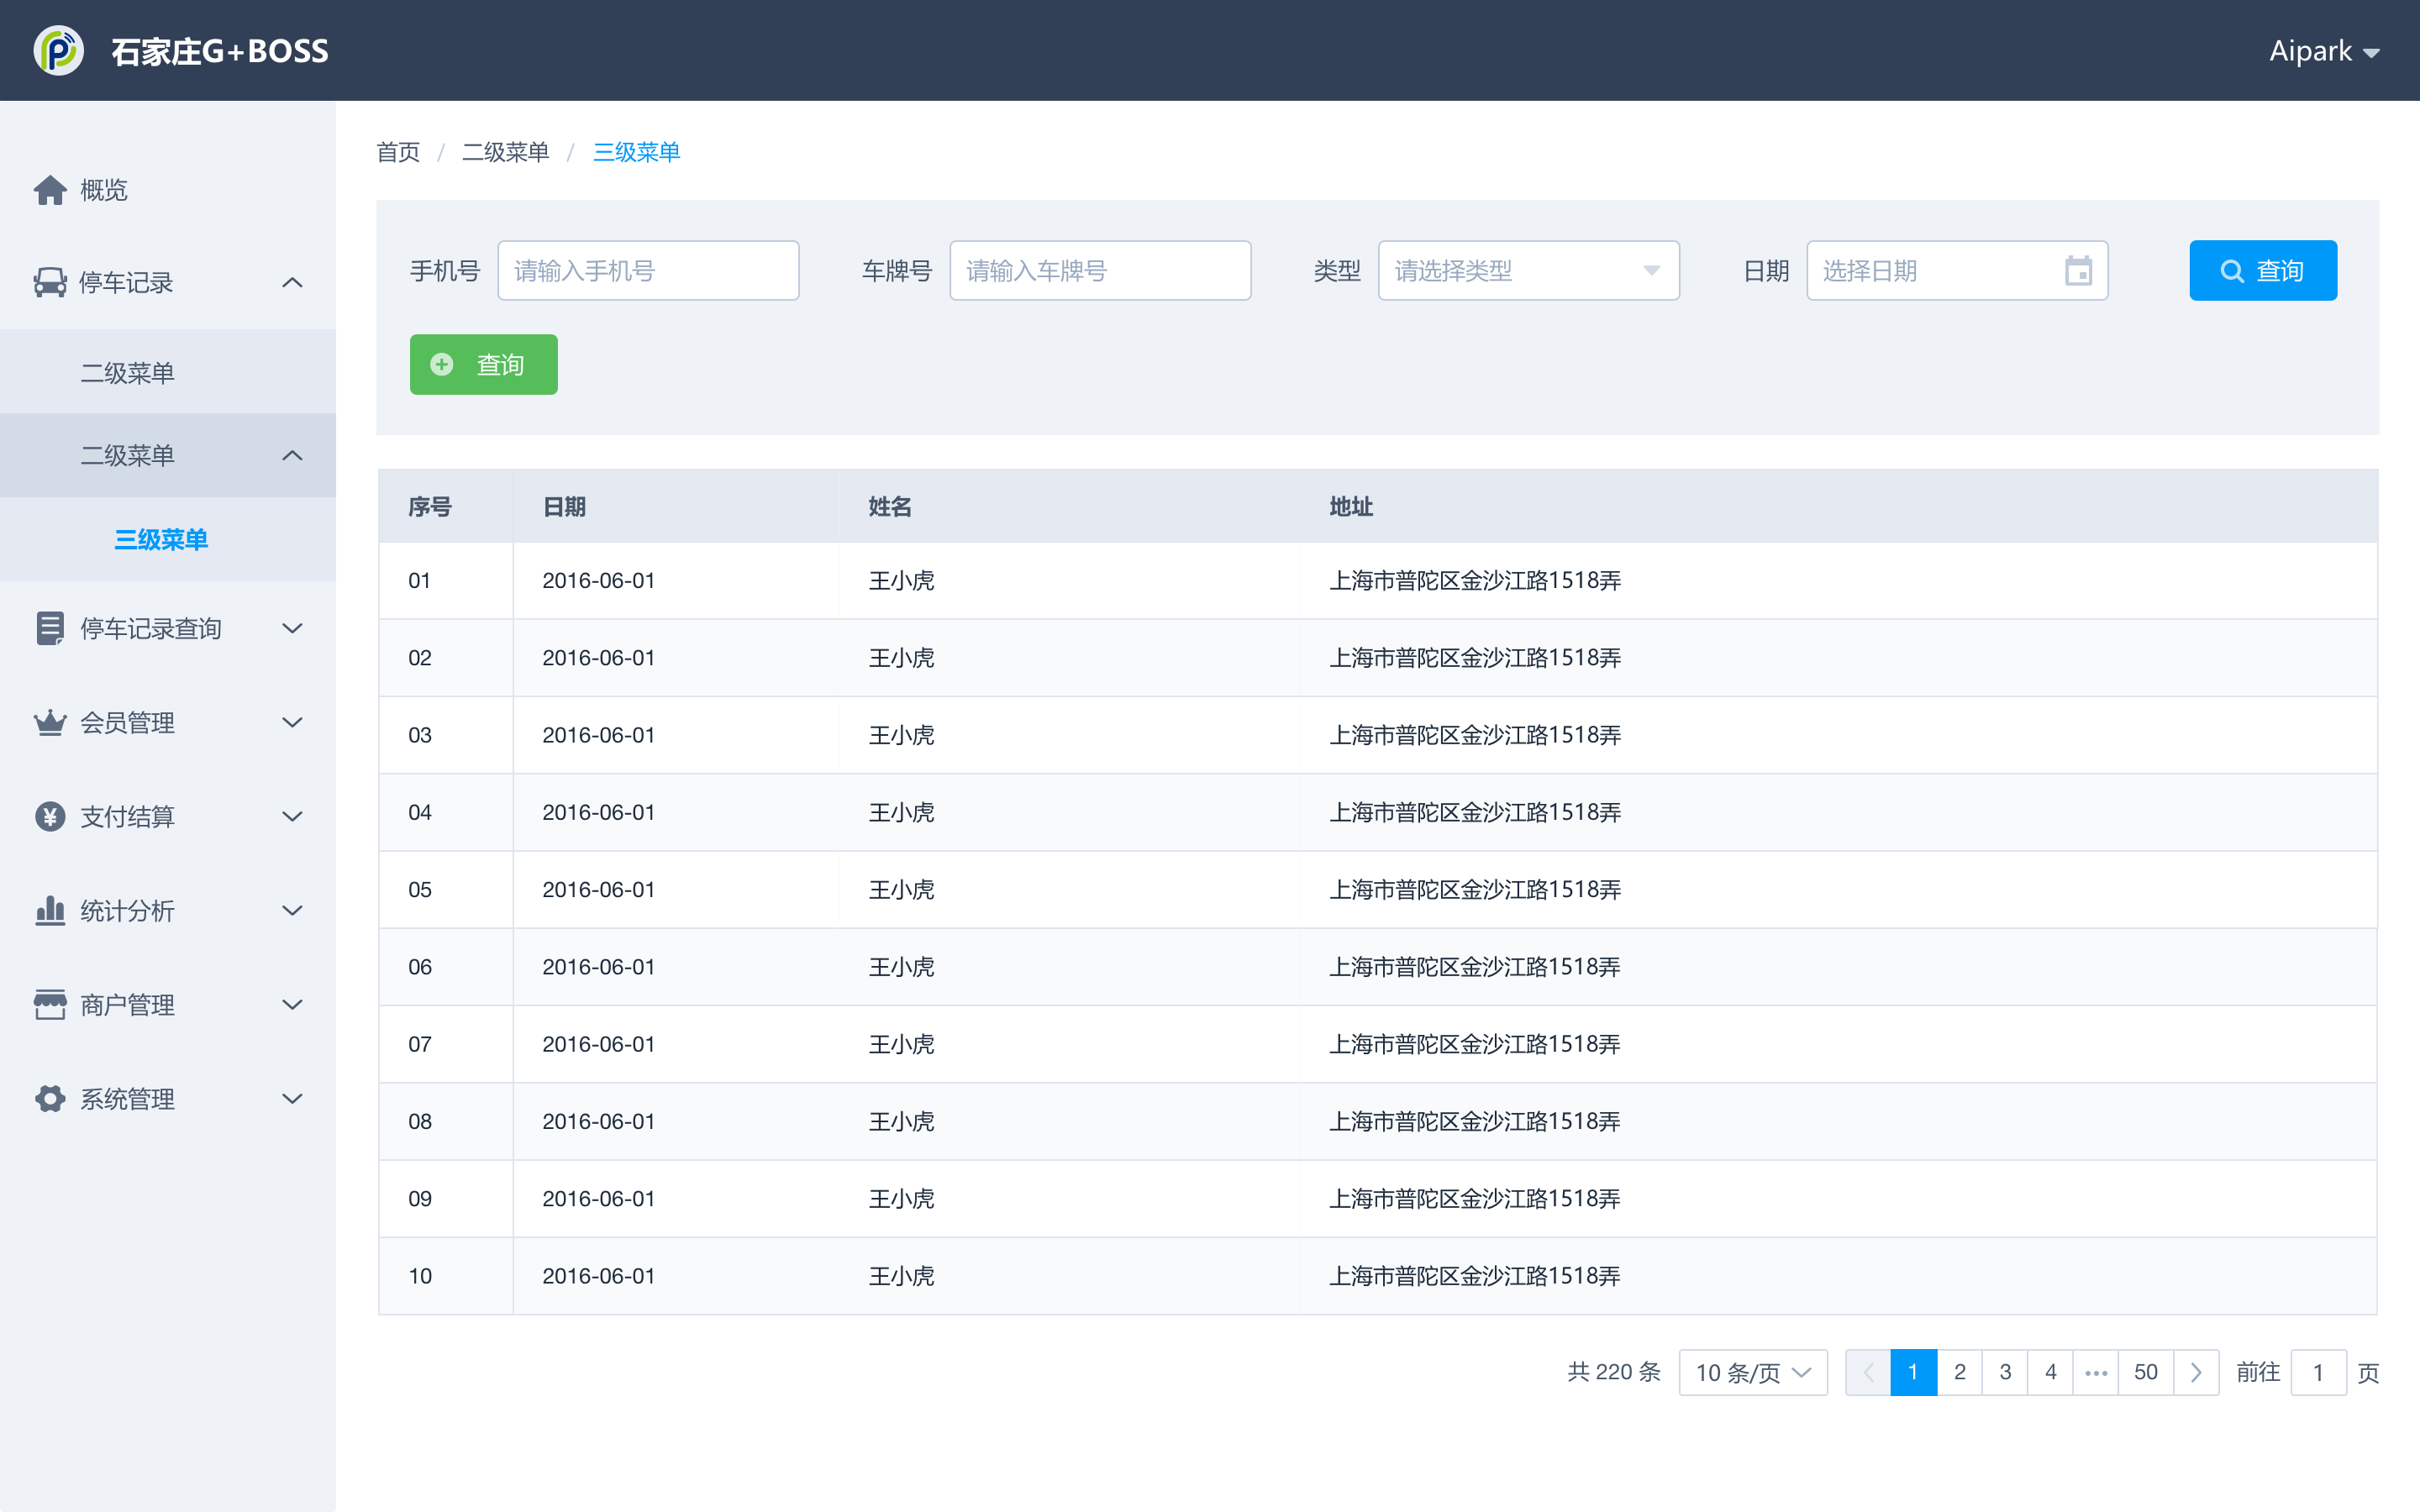 石家庄G+BOSS
Aipark
概览
停车记录
二级菜单
二级菜单
三级菜单
停车记录查询
会员管理
支付结算
统计分析
商户管理
系统管理
首页 / 二级菜单 / 三级菜单
手机号 请输入手机号 车牌号 请输入车牌号 类型 请选择类型 日期 选择日期 查询
查询
序号 日期 姓名 地址
01 2016-06-01 王小虎 上海市普陀区金沙江路1518弄
02 2016-06-01 王小虎 上海市普陀区金沙江路1518弄
03 2016-06-01 王小虎 上海市普陀区金沙江路1518弄
04 2016-06-01 王小虎 上海市普陀区金沙江路1518弄
05 2016-06-01 王小虎 上海市普陀区金沙江路1518弄
06 2016-06-01 王小虎 上海市普陀区金沙江路1518弄
07 2016-06-01 王小虎 上海市普陀区金沙江路1518弄
08 2016-06-01 王小虎 上海市普陀区金沙江路1518弄
09 2016-06-01 王小虎 上海市普陀区金沙江路1518弄
10 2016-06-01 王小虎 上海市普陀区金沙江路1518弄
共 220 条 10 条/页 1 2 3 4 ••• 50 前往 1 页